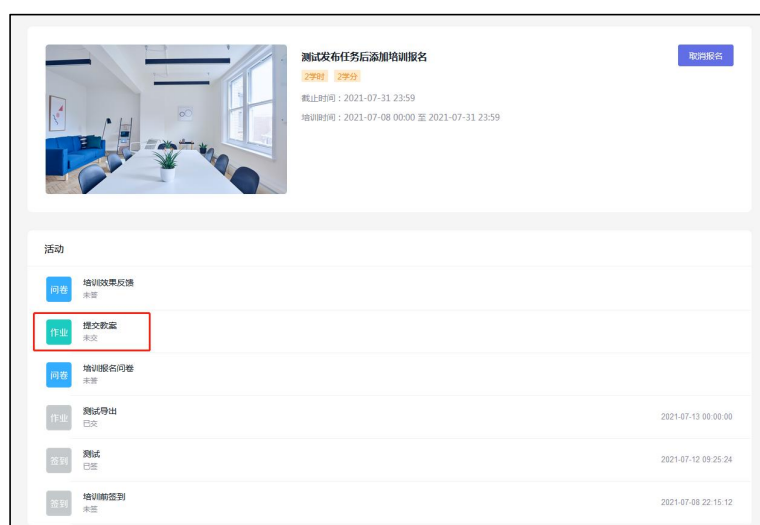 测试发布任务后添加培训报名
取消报名
2学时 2学分
截止时间：2021-07-31 23:59
培训时间：2021-07-08 00:00 至 2021-07-31 23:59
活动
问卷
培训效果反馈
未答
作业
提交教案
未交
问卷
培训报名问卷
未答
作业
测试导出
已交
2021-07-13 00:00:00
签到
测试
已签
2021-07-12 09:25:24
签到
培训前签到
未签
2021-07-08 22:15:12